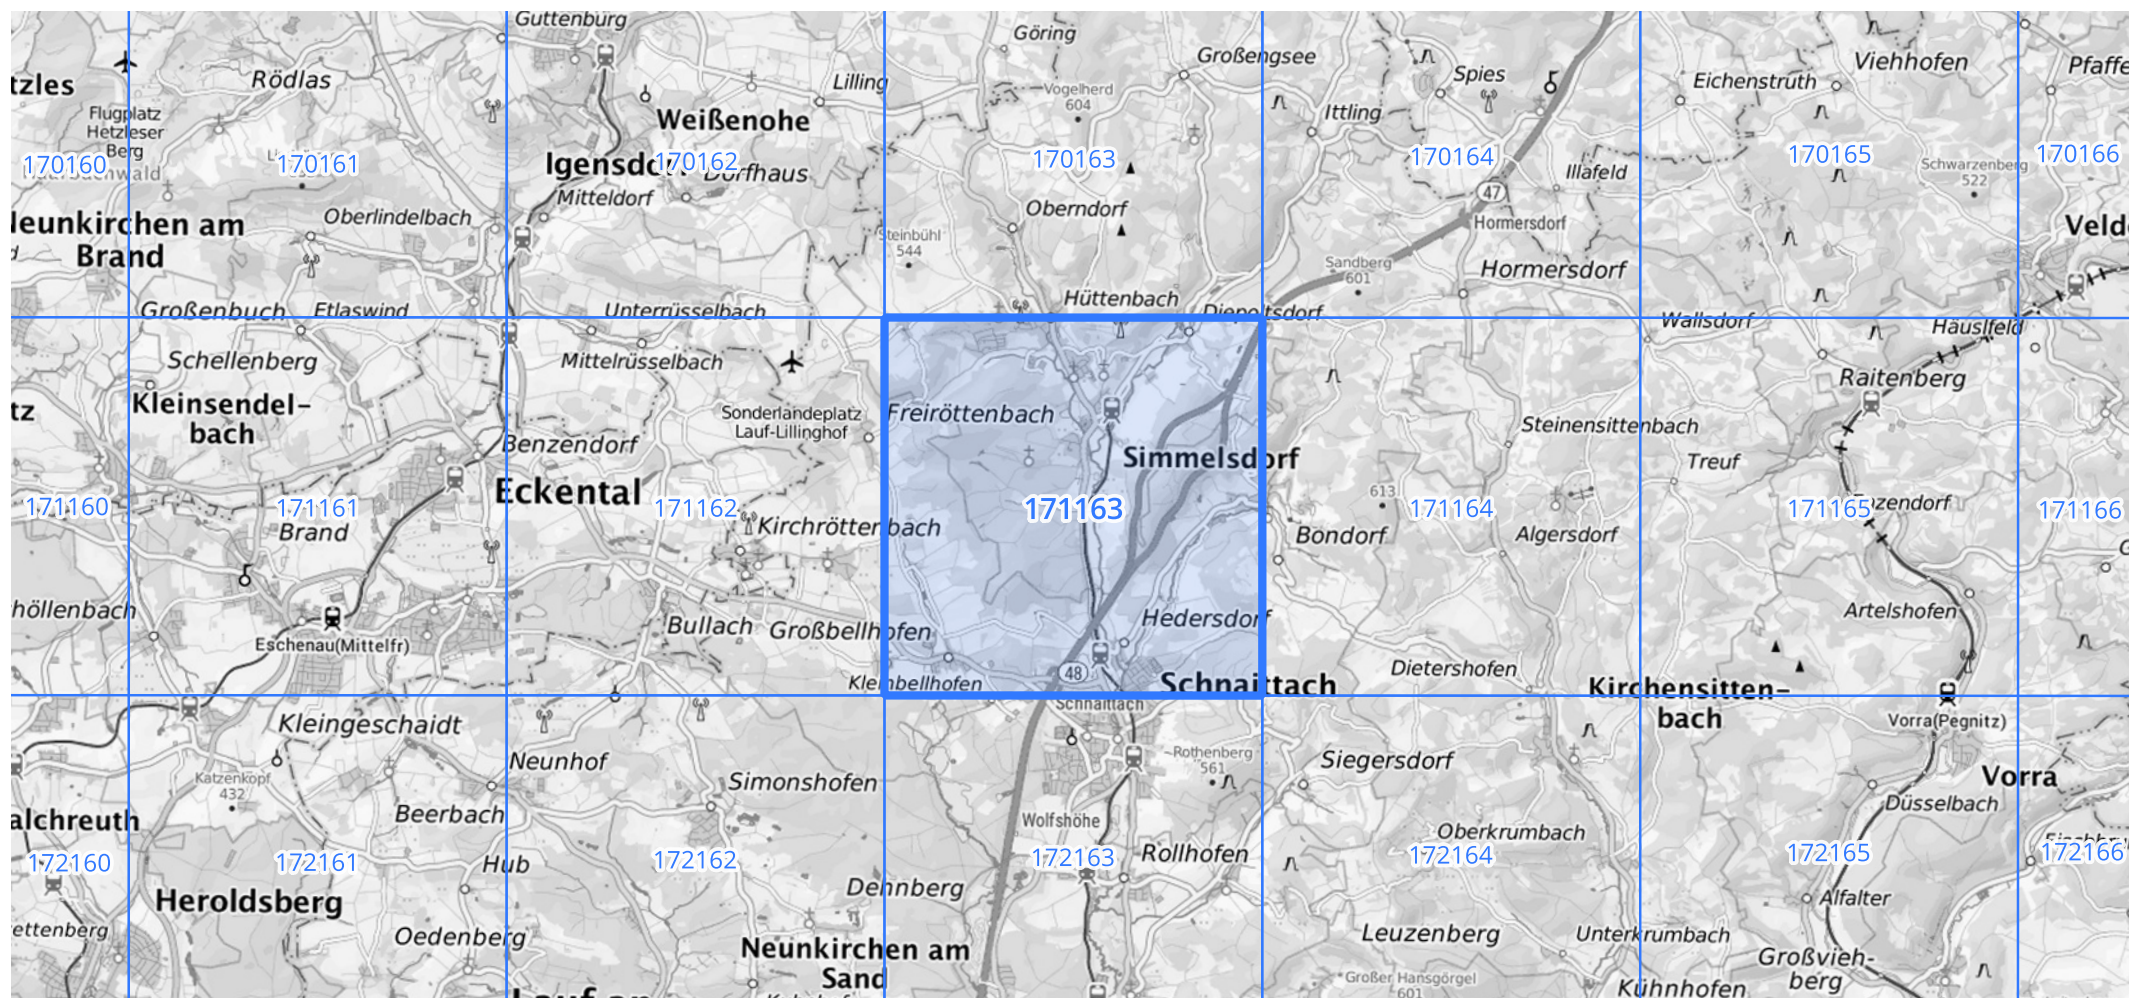 Guttenburg
Göring
Großengsee
Viehhofen
Pfaffe
tzles
Rödlas
Lilling
Vogelherd
604
Spies
Eichenstruth
Flugplatz
Hetzleser
Berg
Weißenohe
Ittling
170160
170161
Igensdorf
170162
Dorfhaus
170163
170164
Illafeld
170165
Schwarzenberg
522
170166
Neunkirchen am
Brand
Oberlindelbach
Mitteldorf
Oberndorf
47
Hormersdorf
Veld
Steinbühl
544
Sandberg
601
Hormersdorf
Großenbuch
Etlaswind
Unterrüsselbach
Hüttenbach
Diepoltsdorf
Wallsdorf
Häuslfeld
Schellenberg
Mittelrüsselbach
Raitenberg
tz
Kleinsendel-
bach
Sonderlandeplatz
Lauf-Lillinghof
Freiröttenbach
Steinensittenbach
Benzendorf
Simmelsdorf
Treuf
Eckental
613
171160
171161
171162
171163
171164
171165
171166
Brand
Kirchröttenbach
Bondorf
Algersdorf
höllenbach
Bullach
Großbellhofen
Hedersdorf
Artelshofen
Eschenau(Mittelfr)
48
Kleinbellhofen
Schnaittach
Dietershofen
Kirchensitten-
bach
Schnaittach
Vorra(Pegnitz)
Kleingeschaidt
Neunhof
Katzenkopf
432
Simonshofen
Rothenberg
561
Siegersdorf
Vorra
alchreuth
Beerbach
Wolfshöhe
Oberkrumbach
Düsselbach
172160
172161
Hub
172162
172163
Rollhofen
172164
172165
172166
Heroldsberg
Dehnberg
Alfalter
ettenberg
Oedenberg
Neunkirchen am
Sand
Leuzenberg
Unterkrumbach
Großvieh-
berg
Großer Hansgörgel
601
Kühnhofen